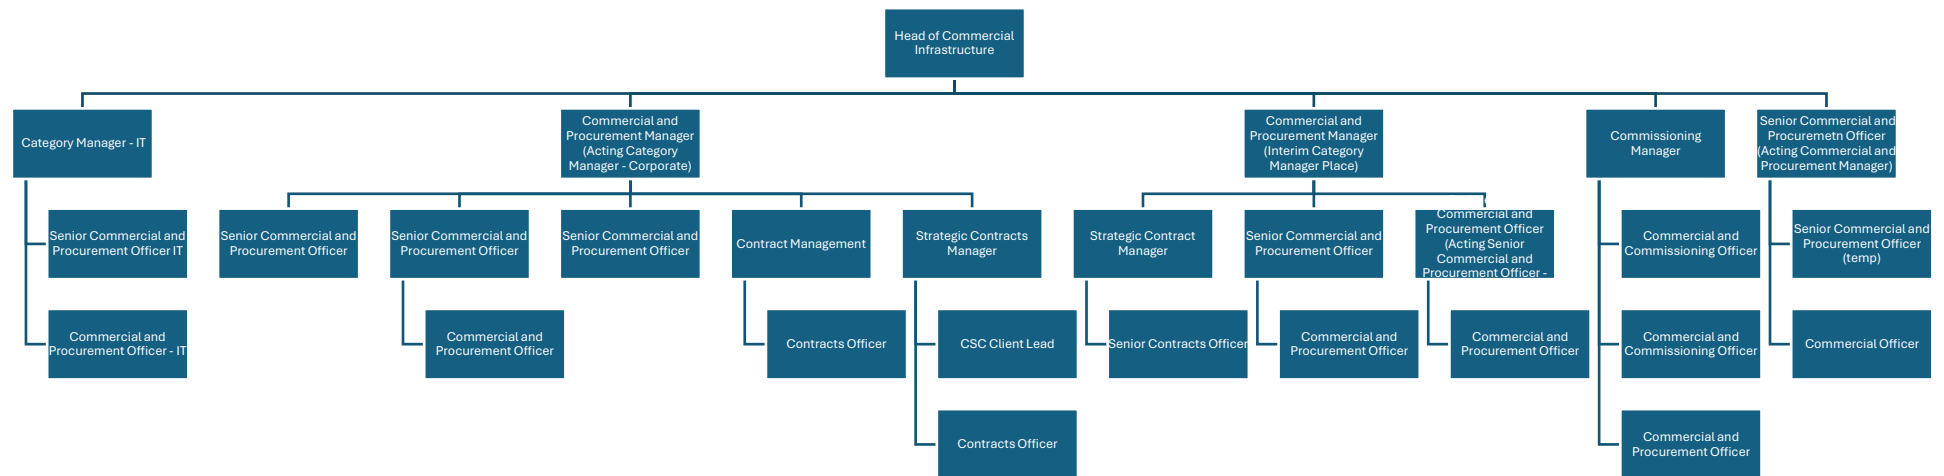 Head of Commercial
Infrastructure
Category Manager - IT
Commercial and
Procurement Manager
(Acting Category
Manager - Corporate)
Commercial and
Procurement Manager
(Interim Category
Manager Place)
Commissioning
Manager
Senior Commercial and
Procuremetn Officer
(Acting Commercial and
Procurement Manager)
Senior Commercial and
Procurement Officer IT
Senior Commercial and
Procurement Officer
Senior Commercial and
Procurement Officer
Senior Commercial and
Procurement Officer
Contract Management
Strategic Contracts
Manager
Strategic Contract
Manager
Senior Commercial and
Procurement Officer
Commercial and
Procurement Officer
(Acting Senior
Commercial and
Procurement Officer -
Commercial and
Commissioning Officer
Senior Commercial and
Procurement Officer
(temp)
Commercial and
Procurement Officer - IT
Commercial and
Procurement Officer
Contracts Officer
CSC Client Lead
Senior Contracts Officer
Commercial and
Procurement Officer
Commercial and
Procurement Officer
Commercial and
Commissioning Officer
Commercial Officer
Contracts Officer
Commercial and
Procurement Officer